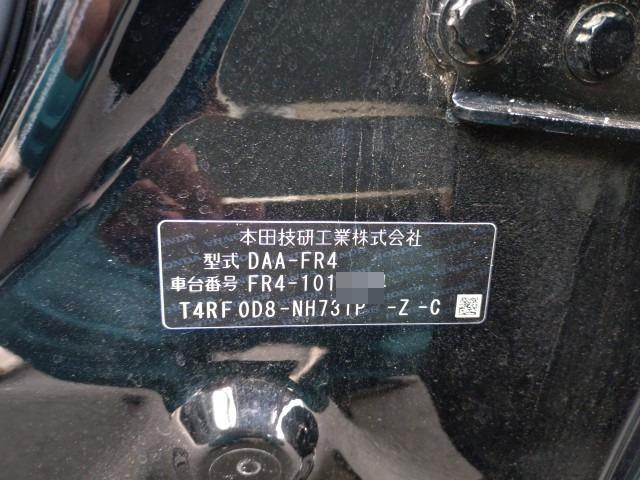 本田技研工業株式会社
型式 DAA-FR4
車台番号 FR4-101
T4RF 0D8-NH731P -Z -C